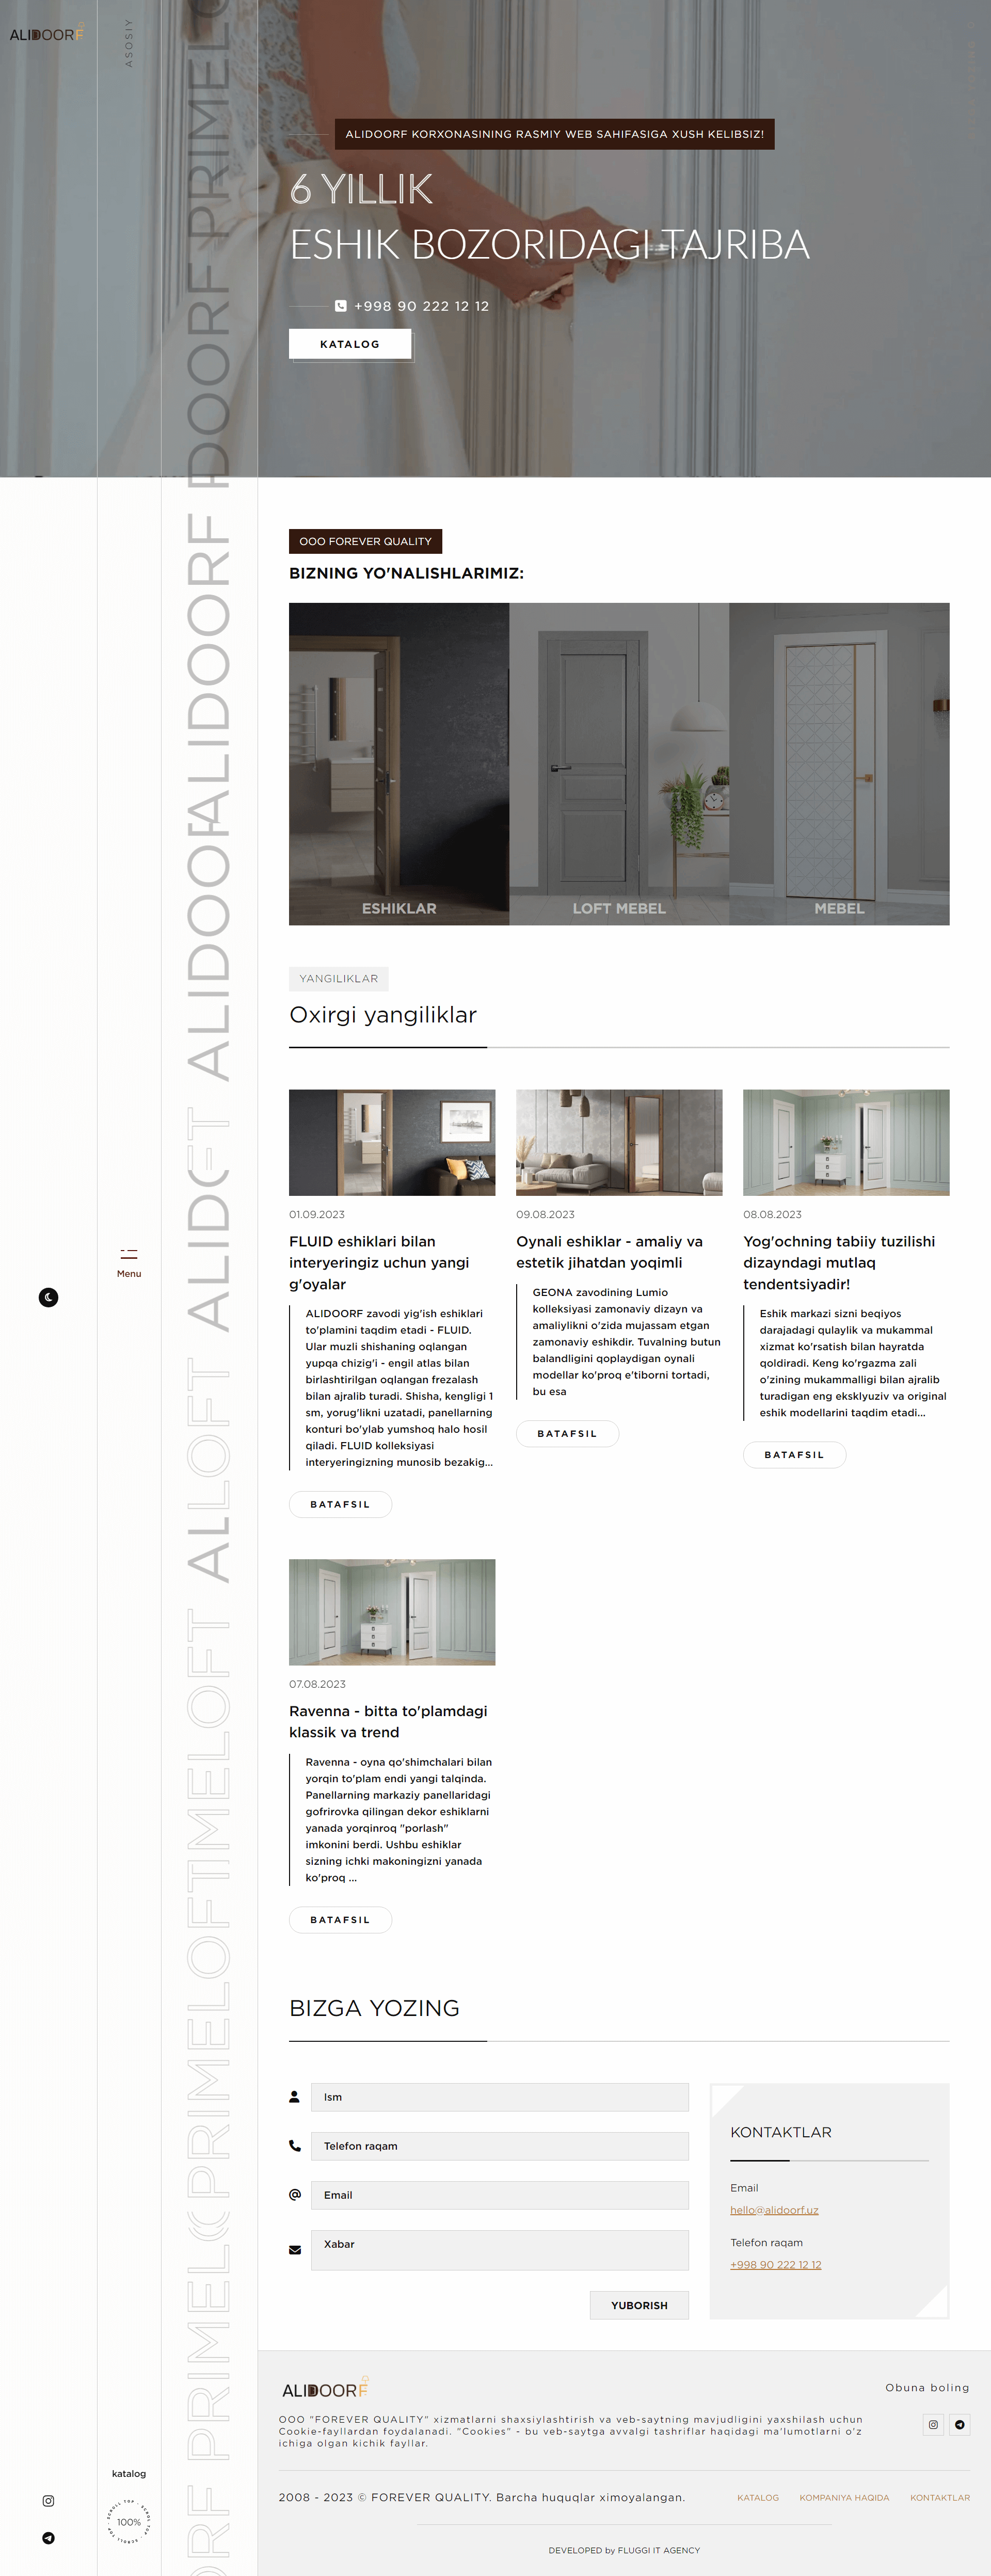 ALIDOORF
ASOSIY
ALIDOORF KORXONASINING RASMIY WEB SAHIFASIGA XUSH KELIBSIZ!
6 YILLIK
ESHIK BOZORIDAGI TAJRIBA
+998 90 222 12 12
KATALOG
OOO FOREVER QUALITY
BIZNING YO'NALISHLARIMIZ:
ESHIKLAR
LOFT MEBEL
MEBEL
YANGILIKLAR
Oxirgi yangiliklar
01.09.2023
FLUID eshiklari bilan
interyeringiz uchun yangi
g'oyalar
ALIDOORF zavodi yig'ish eshiklari
to'plamini taqdim etadi - FLUID.
Ular muzli shishaning oqlangan
yupqa chizig'i - engil atlas bilan
birlashtirilgan oqlangan frezalash
bilan ajralib turadi. Shisha, kengligi 1
sm, yorug'likni uzatadi, panellarning
konturi bo'ylab yumshoq halo hosil
qiladi. FLUID kolleksiyasi
interyeringizning munosib bezakig...
BATAFSIL
09.08.2023
Oynali eshiklar - amaliy va
estetik jihatdan yoqimli
GEONA zavodining Lumio
kolleksiyasi zamonaviy dizayn va
amaliylikni o'zida mujassam etgan
zamonaviy eshikdir. Tuvalning butun
balandligini qoplaydigan oynali
modellar ko'proq e'tiborni tortadi,
bu esa
BATAFSIL
08.08.2023
Yog'ochning tabiiy tuzilishi
dizayndagi mutlaq
tendentsiyadir!
Eshik markazi sizni beqiyos
darajadagi qulaylik va mukammal
xizmat ko'rsatish bilan hayratda
qoldiradi. Keng ko'rgazma zali
o'zining mukammalligi bilan ajralib
turadigan eng eksklyuziv va original
eshik modellarini taqdim etadi...
BATAFSIL
Menu
07.08.2023
Ravenna - bitta to'plamdagi
klassik va trend
Ravenna - oyna qo'shimchalari bilan
yorqin to'plam endi yangi talqinda.
Panellarning markaziy panellaridagi
gofrirovka qilingan dekor eshiklarni
yanada yorqinroq "porlash"
imkonini berdi. Ushbu eshiklar
sizning ichki makoningizni yanada
ko'proq ...
BATAFSIL
BIZGA YOZING
Ism
Telefon raqam
Email
Xabar
YUBORISH
KONTAKTLAR
Email
hello@alidoorf.uz
Telefon raqam
+998 90 222 12 12
katalog
SCROLL TOP - SCROLL TOP - SCROLL TOP -
100%
ALIDOORF
Obuna boling
OOO "FOREVER QUALITY" xizmatlarni shaxsiylashtirish va veb-saytning mavjudligini yaxshilash uchun
Cookie-fayllardan foydalanadi. "Cookies" - bu veb-saytga avvalgi tashriflar haqidagi ma'lumotlarni o'z
ichiga olgan kichik fayllar.
2008 - 2023 © FOREVER QUALITY. Barcha huquqlar ximoyalangan.
KATALOG
KOMPANIYA HAQIDA
KONTAKTLAR
DEVELOPED by FLUGGI IT AGENCY